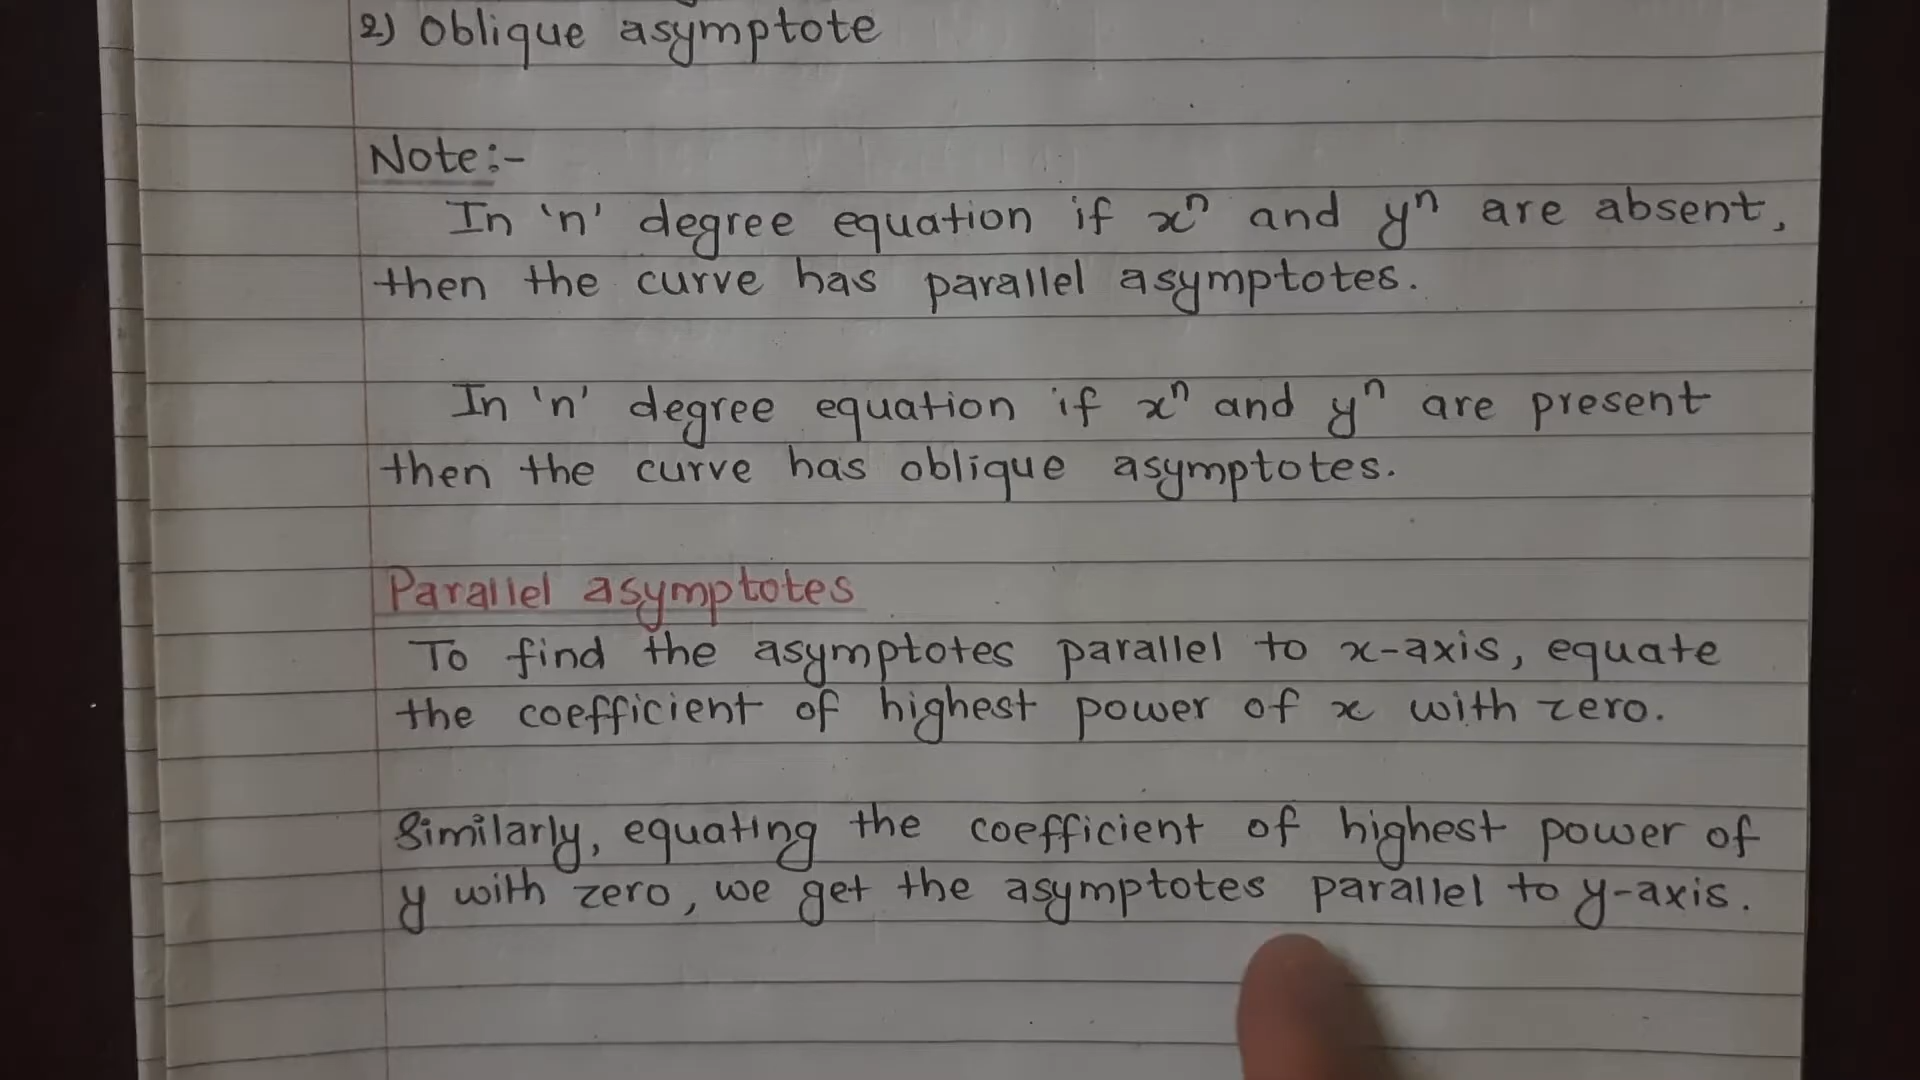 2) Oblique asymptote
Note:-
In 'n' degree equation if xⁿ and yⁿ are absent,
then the curve has parallel asymptotes.
In 'n' degree equation if xⁿ and yⁿ are present
then the curve has oblique asymptotes.
Parallel asymptotes
To find the asymptotes parallel to x-axis, equate
the coefficient of highest power of x with zero.
Similarly, equating the coefficient of highest power of
y with zero, we get the asymptotes parallel to y-axis.